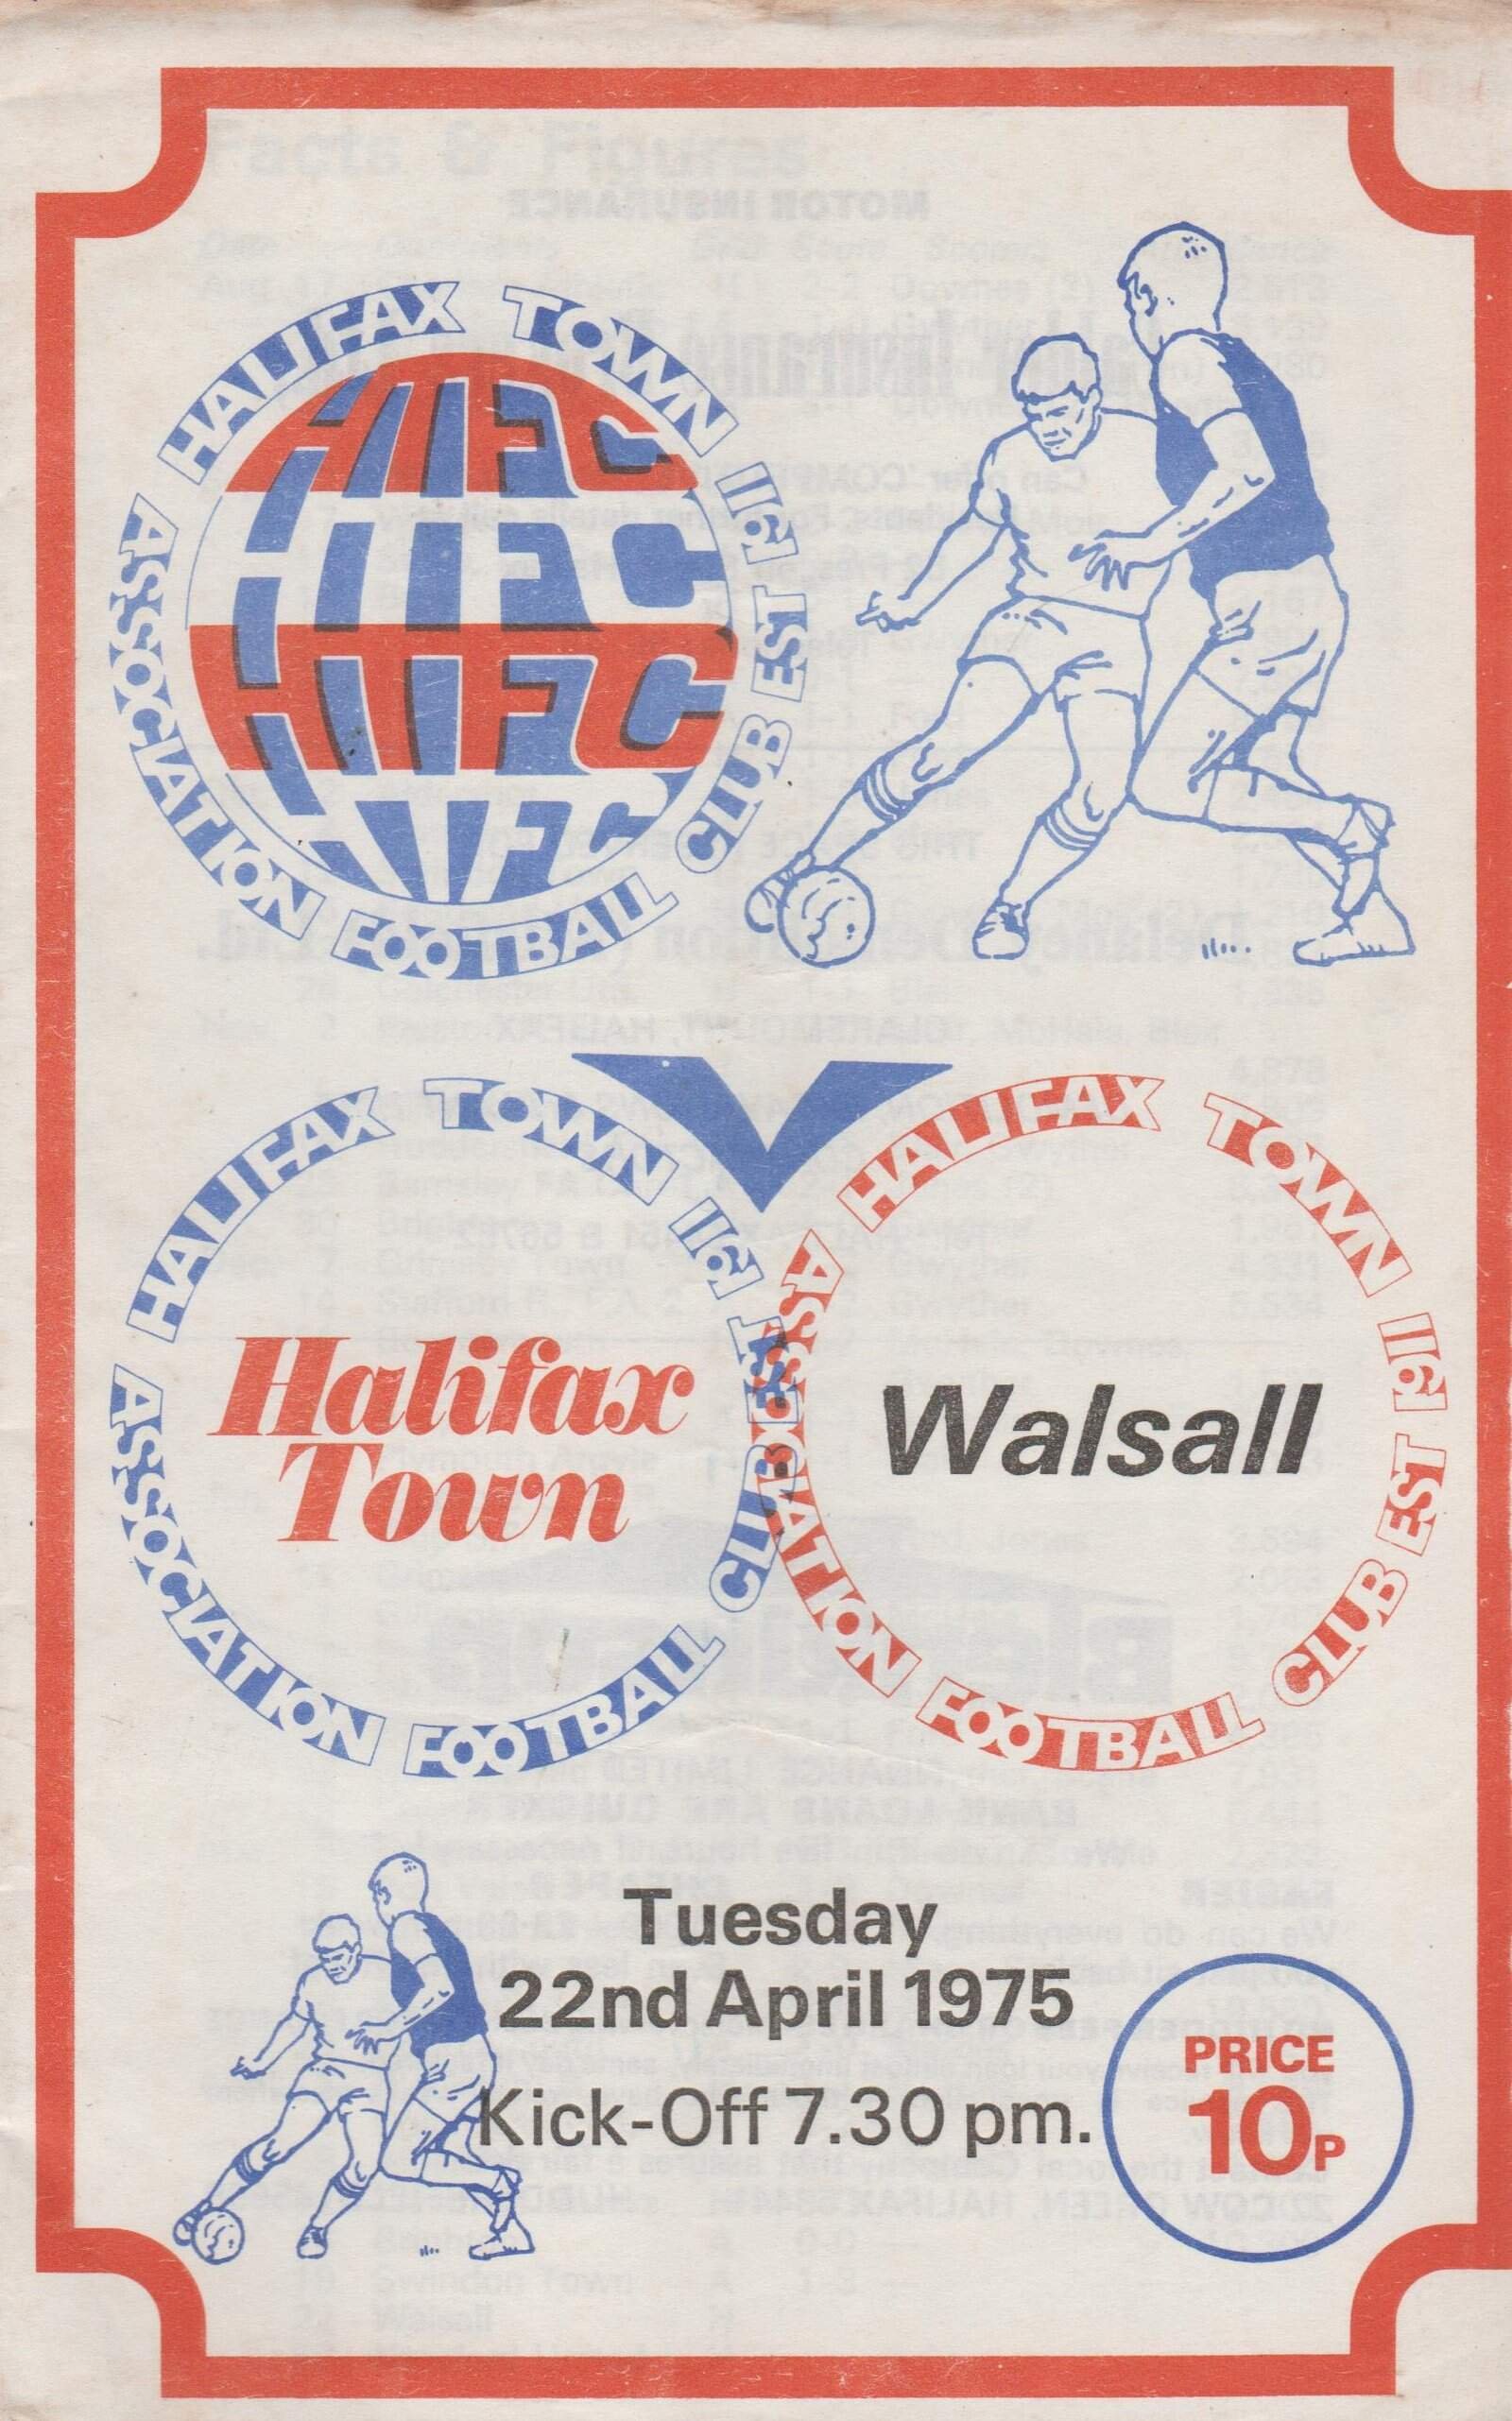 HALIFAX TOWN 1911
ASSOCIATION FOOTBALL CLUB EST
HTFC
HTFC
HTFC
HTFC
V
HALIFAX TOWN 1911
ASSOCIATION FOOTBALL CLUB EST
HALIFAX TOWN 1911
ASSOCIATION FOOTBALL CLUB EST
Halifax
Town
Walsall
Tuesday
22nd April 1975
Kick-Off 7.30 pm.
PRICE
10P